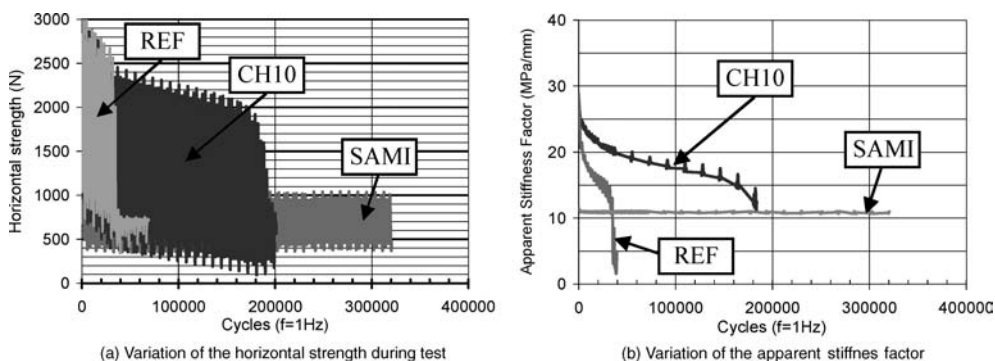 Horizontal strength (N)
3000
2500
2000
1500
1000
500
0
REF
CH10
SAMI
0 100000 200000 300000 400000
Cycles (f=1Hz)
(a) Variation of the horizontal strength during test
Apparent Stiffness Factor (MPa/mm)
40
30
20
10
0
CH10
SAMI
REF
0 100000 200000 300000 400000
Cycles (f=1Hz)
(b) Variation of the apparent stiffnes factor